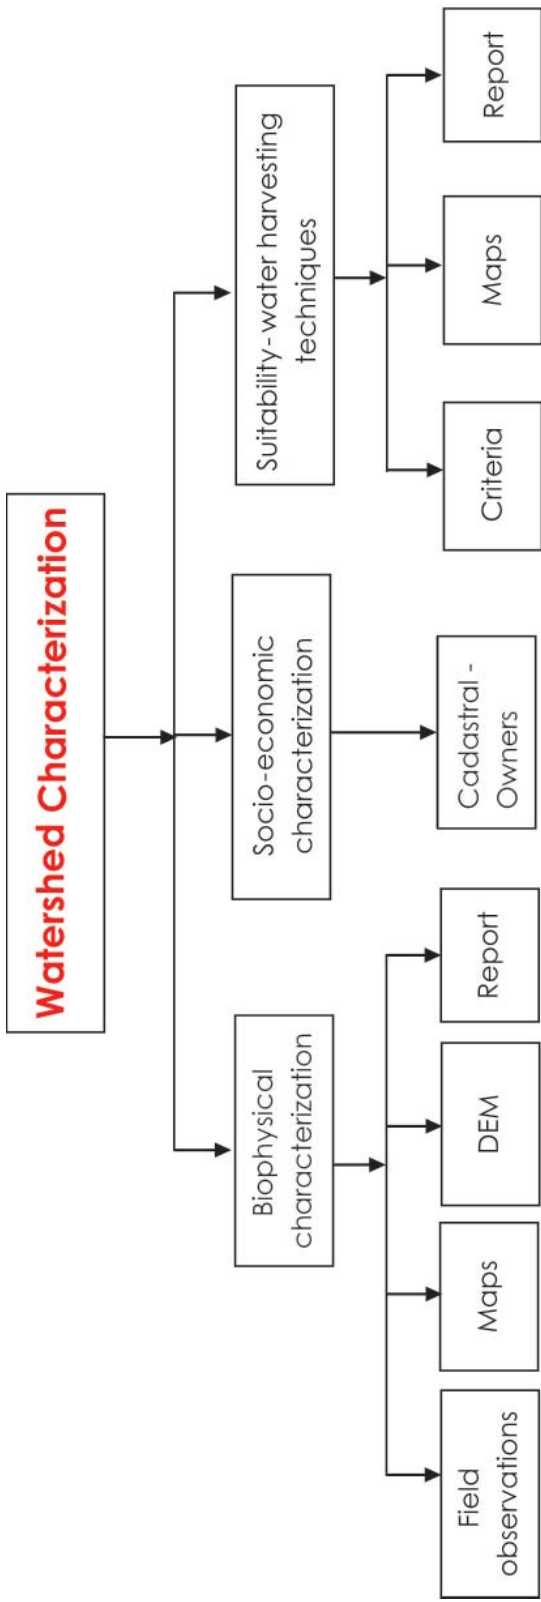 Watershed Characterization
Biophysical
characterization
Socio-economic
characterization
Suitability- water harvesting
techniques
Field
observations
Maps
DEM
Report
Cadastral -
Owners
Criteria
Maps
Report